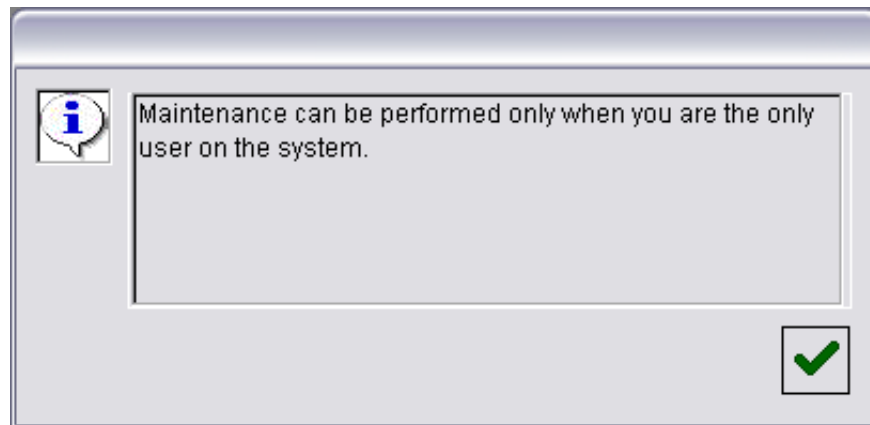 Maintenance can be performed only when you are the only
user on the system.